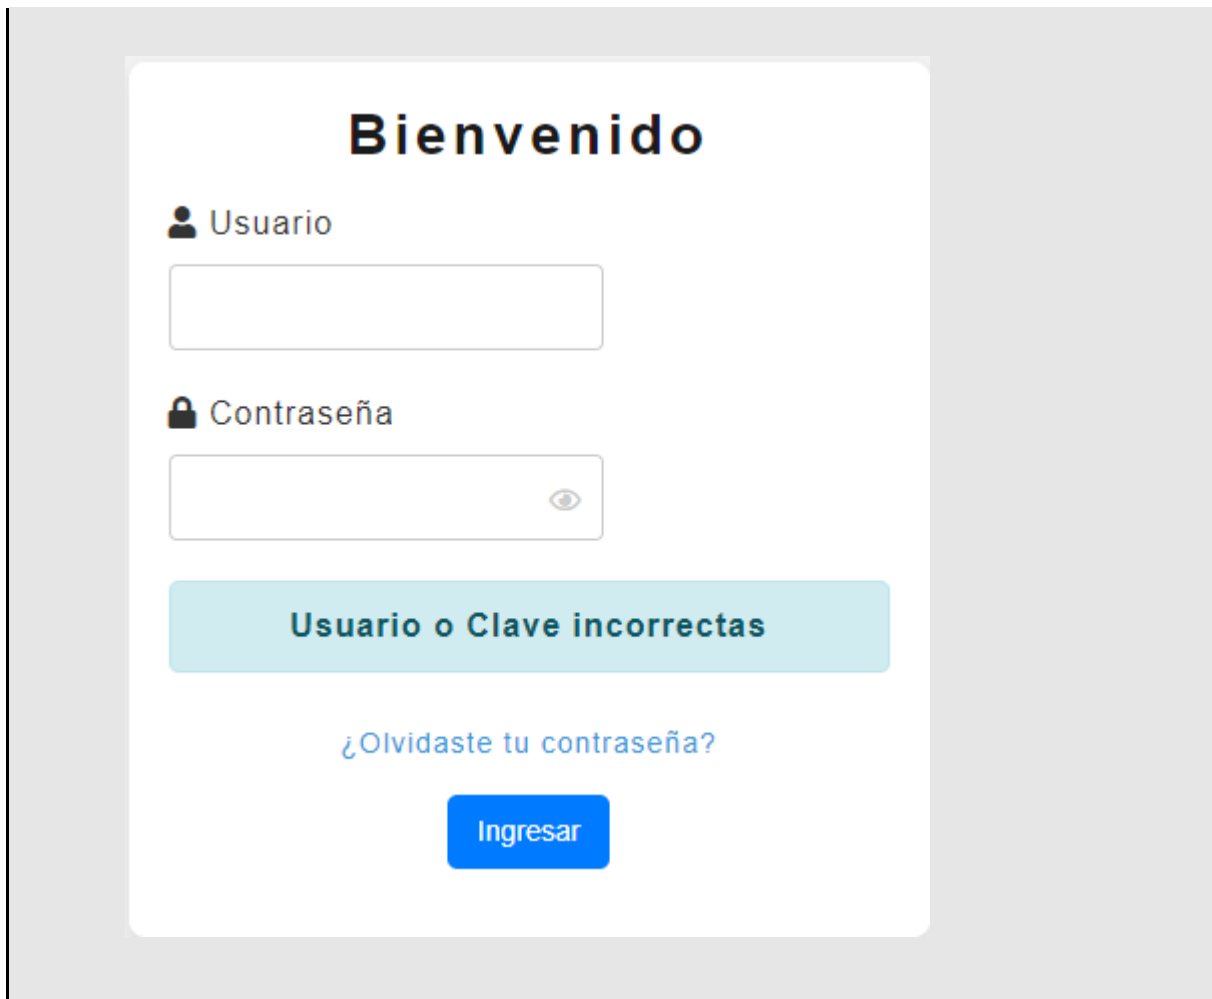 Bienvenido
Usuario
Contraseña
Usuario o Clave incorrectas
¿Olvidaste tu contraseña?
Ingresar